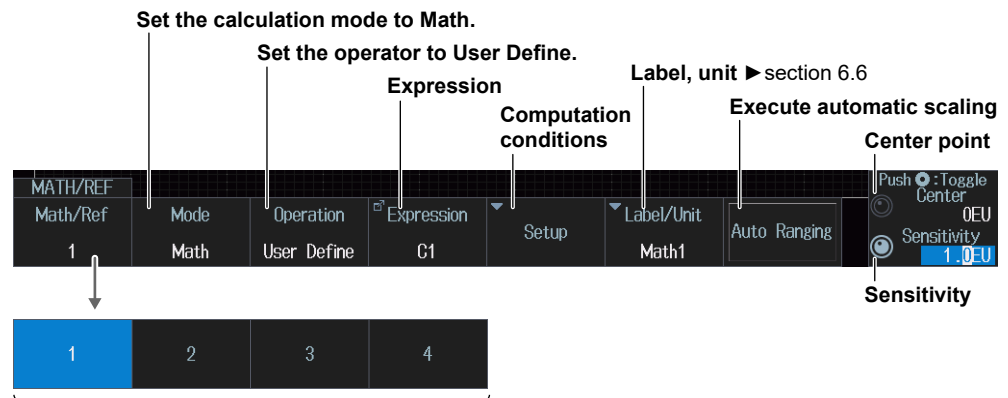 Set the calculation mode to Math.
Set the operator to User Define.
Expression
Label, unit ►section 6.6
Computation
conditions
Execute automatic scaling
Center point
MATH/REF
Math/Ref
1
Mode
Math
Operation
User Define
Expression
C1
Setup
Label/Unit
Math1
Auto Ranging
Push :Toggle
Center
0EU
Sensitivity
1.0EU
Sensitivity
1 2 3 4